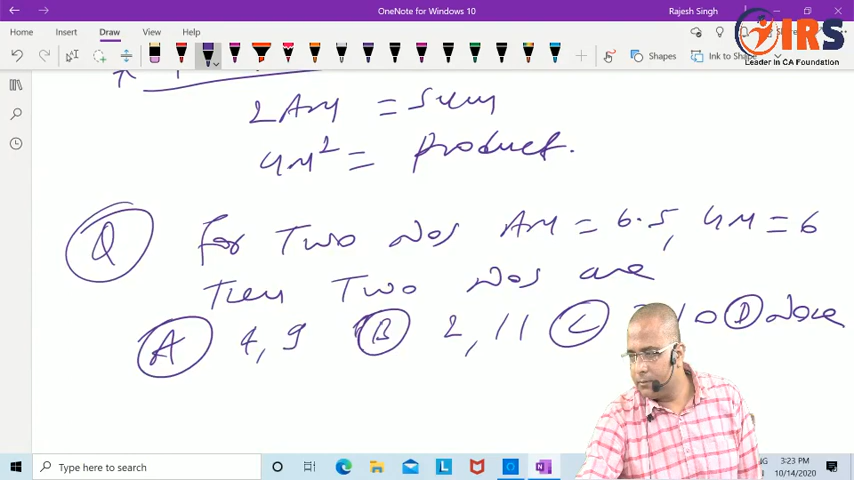 OneNote for Windows 10
Rajesh Singh
Home Insert Draw View Help
Shapes Ink to Shape
IRS
Leader In CA Foundation
2AM = Sum
GM² = Product.
Q For Two Nos AM = 6.5, GM = 6
Then Two Nos are
A 4, 9 B 2, 11 C 10 D None
Type here to search
3:23 PM
10/14/2020